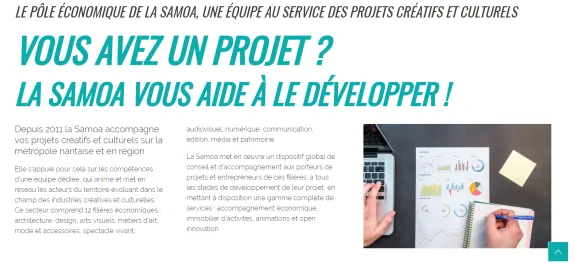 LE PÔLE ÉCONOMIQUE DE LA SAMOA, UNE ÉQUIPE AU SERVICE DES PROJETS CRÉATIFS ET CULTURELS
VOUS AVEZ UN PROJET ?
LA SAMOA VOUS AIDE À LE DÉVELOPPER !
Depuis 2011 la Samoa accompagne
vos projets créatifs et culturels sur la
métropole nantaise et en région
Elle s'appuie pour cela sur les compétences
d'une équipe dédiée, qui anime et met en
réseau les acteurs du territoire évoluant dans le
champ des industries créatives et culturelles.
Ce secteur comprend 12 filières économiques :
architecture, design, arts visuels, métiers d'art,
mode et accessoires, spectacle vivant,
audiovisuel, numérique, communication,
édition, média et patrimoine.
La Samoa met en œuvre un dispositif global de
conseil et d'accompagnement aux porteurs de
projets et entrepreneurs de ces filières, à tous
les stades de développement de leur projet, en
mettant à disposition une gamme complète de
services : accompagnement économique,
immobilier d'activités, animations et open
innovation.